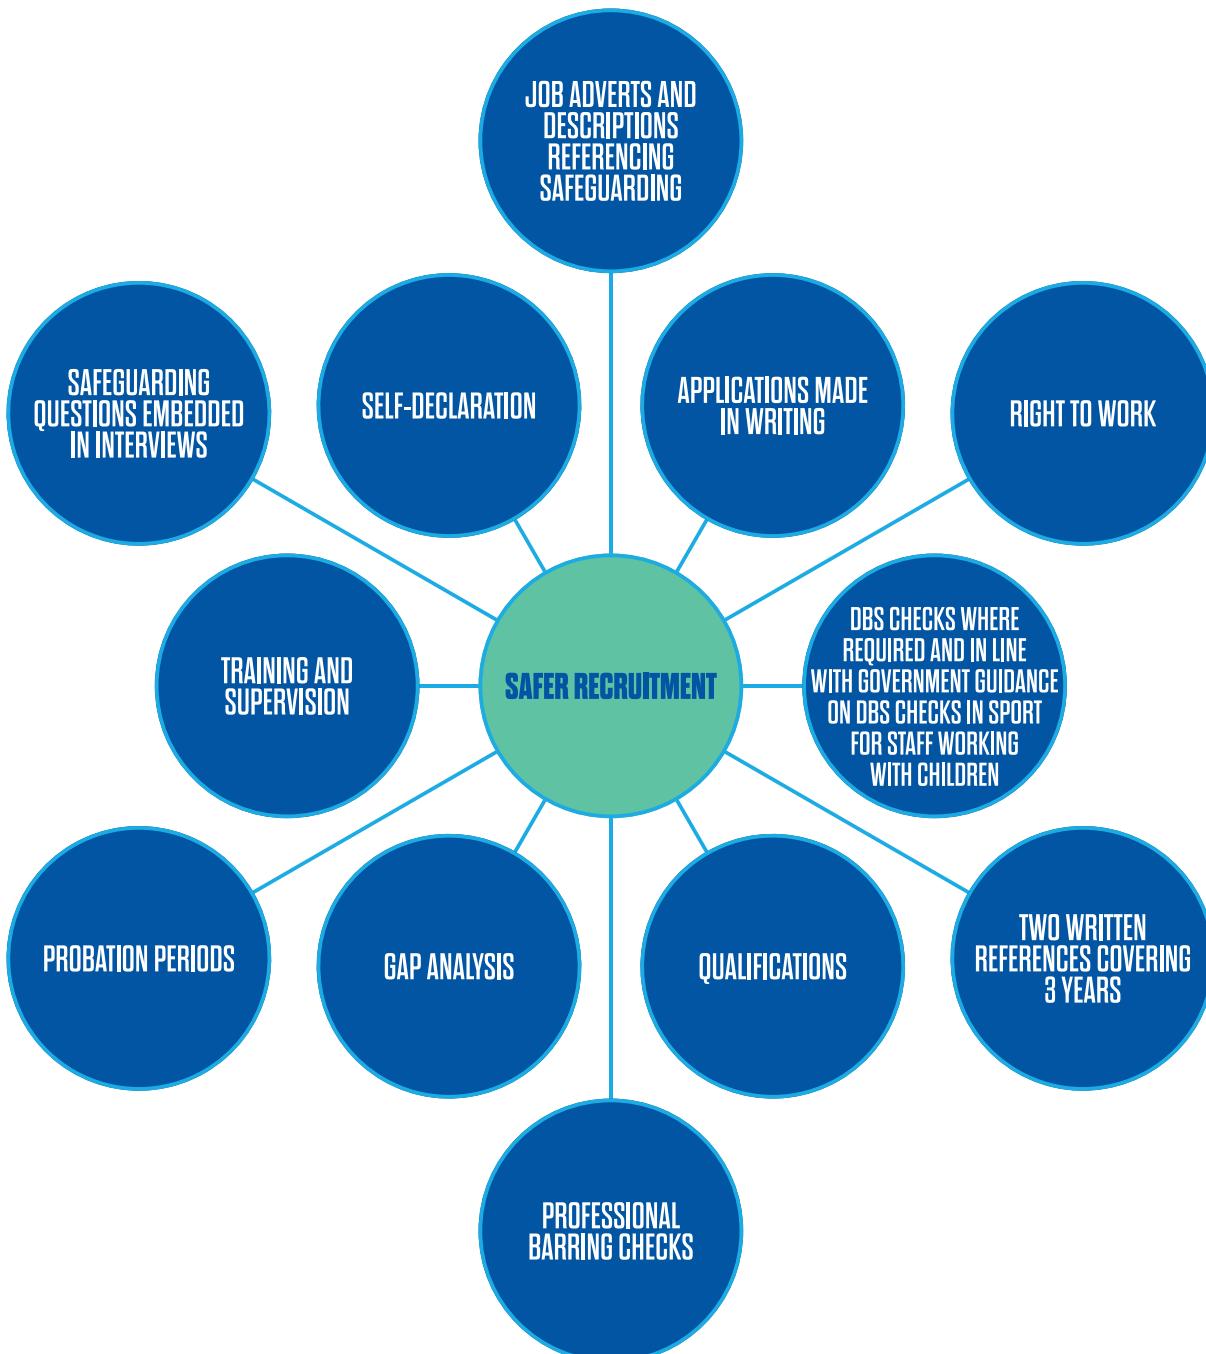 JOB ADVERTS AND
DESCRIPTIONS
REFERENCING
SAFEGUARDING
SAFEGUARDING
QUESTIONS EMBEDDED
IN INTERVIEWS
SELF-DECLARATION
APPLICATIONS MADE
IN WRITING
RIGHT TO WORK
TRAINING AND
SUPERVISION
SAFER RECRUITMENT
DBS CHECKS WHERE
REQUIRED AND IN LINE
WITH GOVERNMENT GUIDANCE
ON DBS CHECKS IN SPORT
FOR STAFF WORKING
WITH CHILDREN
PROBATION PERIODS
GAP ANALYSIS
QUALIFICATIONS
TWO WRITTEN
REFERENCES COVERING
3 YEARS
PROFESSIONAL
BARRING CHECKS